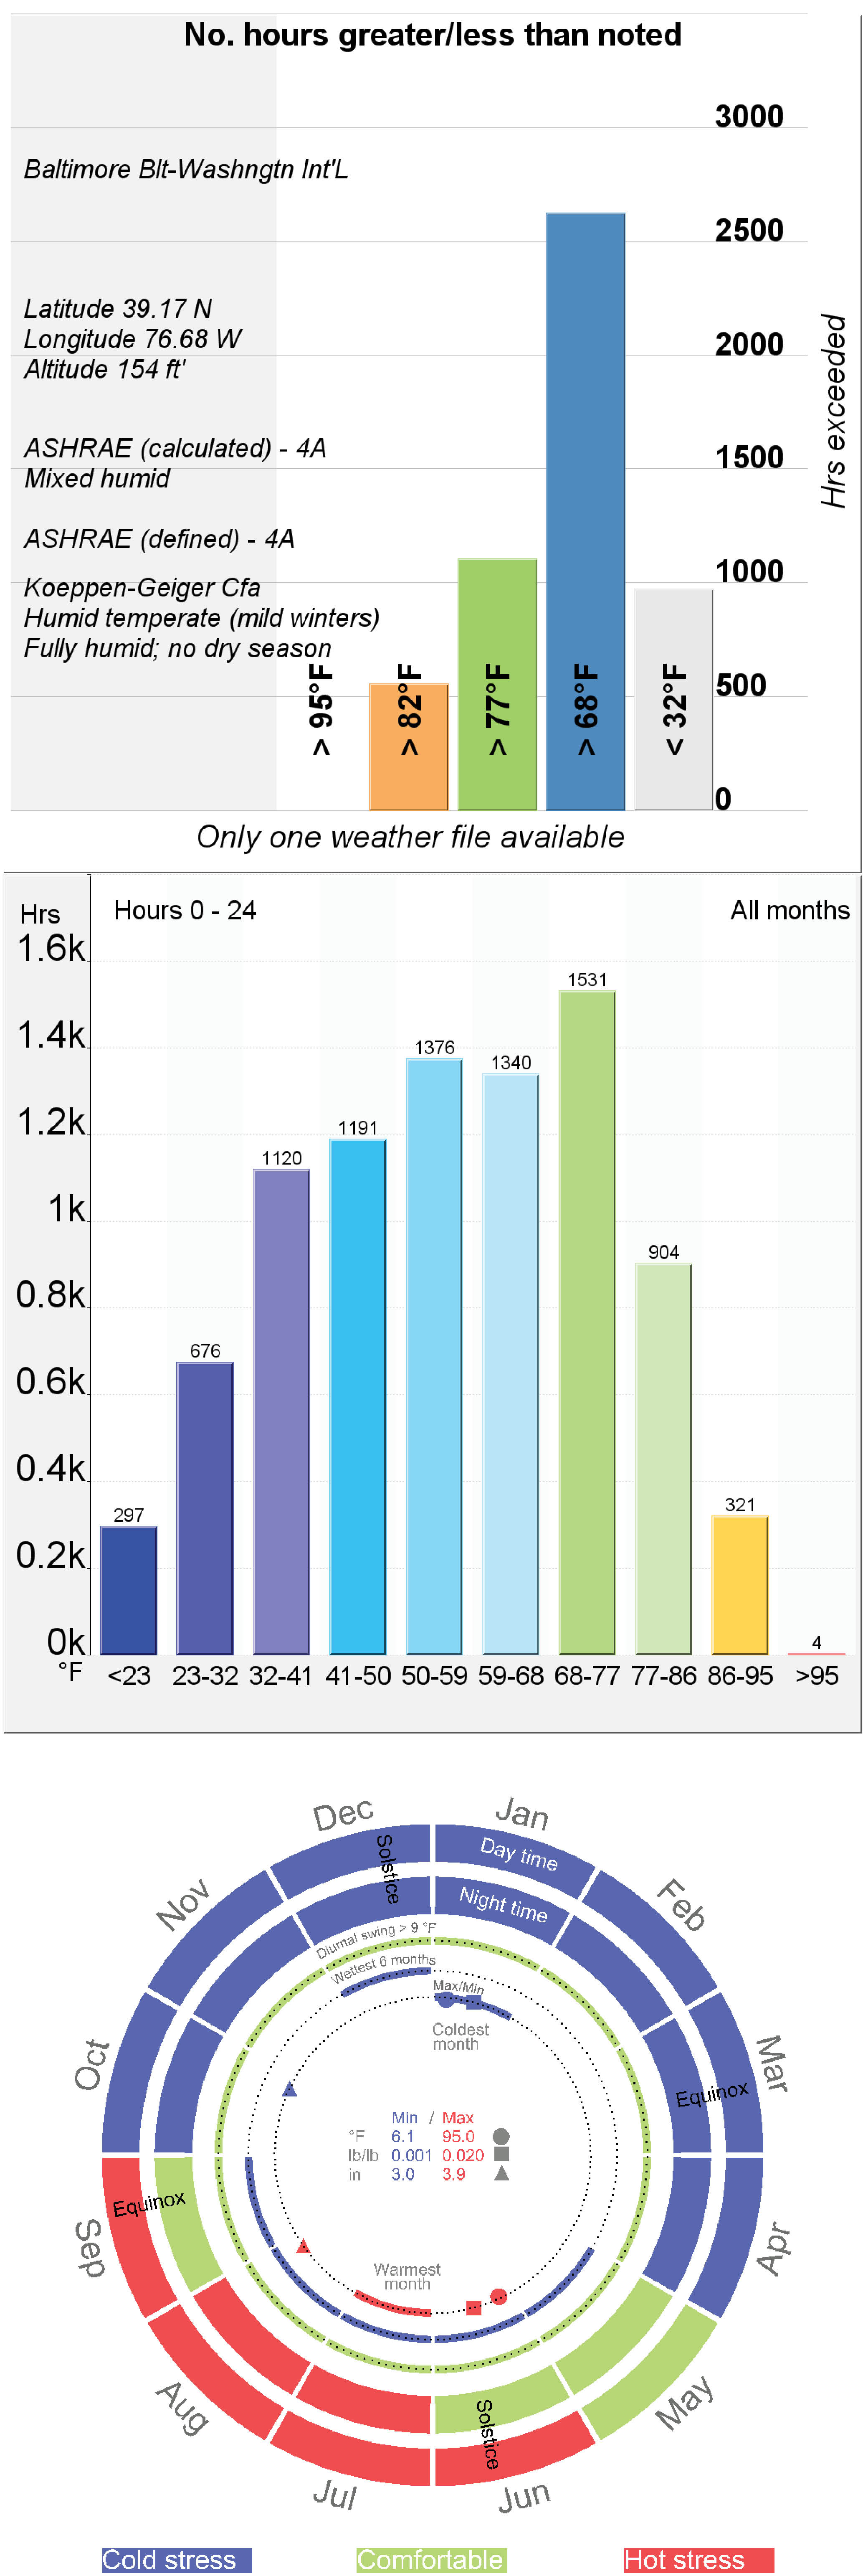 No. hours greater/less than noted
3000
Baltimore Blt-Washngtn Int'L
2500
Latitude 39.17 N
Longitude 76.68 W
2000
Altitude 154 ft'
Hrs exceeded
ASHRAE (calculated) - 4A
1500
Mixed humid
ASHRAE (defined) - 4A
1000
Koeppen-Geiger Cfa
Humid temperate (mild winters)
Fully humid; no dry season
> 95°F
> 82°F
> 77°F
> 68°F
< 32°F
500
0
Only one weather file available
Hrs
Hours 0 - 24
All months
1.6k
1531
1.4k
1376
1340
1.2k
1191
1120
1k
904
0.8k
676
0.6k
0.4k
321
297
0.2k
4
0k
°F
<23
23-32
32-41
41-50
50-59
59-68
68-77
77-86
86-95
>95
Dec
Jan
Solstice
Day time
Night time
Nov
Feb
Diurnal swing > 9 °F
Wettest 6 months
Max/Min
Coldest
month
Oct
Mar
Equinox
Min / Max
°F 6.1 95.0
lb/lb 0.001 0.020
in 3.0 3.9
Equinox
Sep
Apr
Warmest
month
Aug
May
Solstice
Jul
Jun
Cold stress
Comfortable
Hot stress